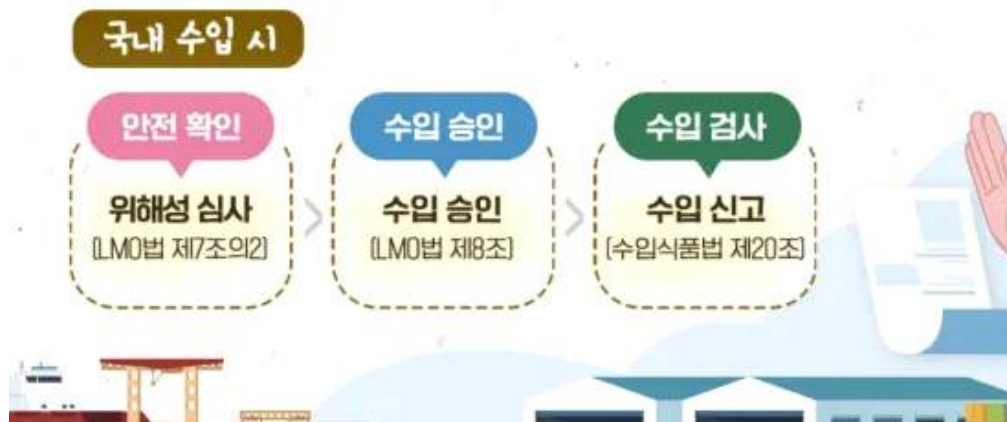 국내 수입 시
안전 확인
위해성 심사
(LMO법 제7조의2)
수입 승인
수입 승인
(LMO법 제8조)
수입 검사
수입 신고
(수입식품법 제20조)